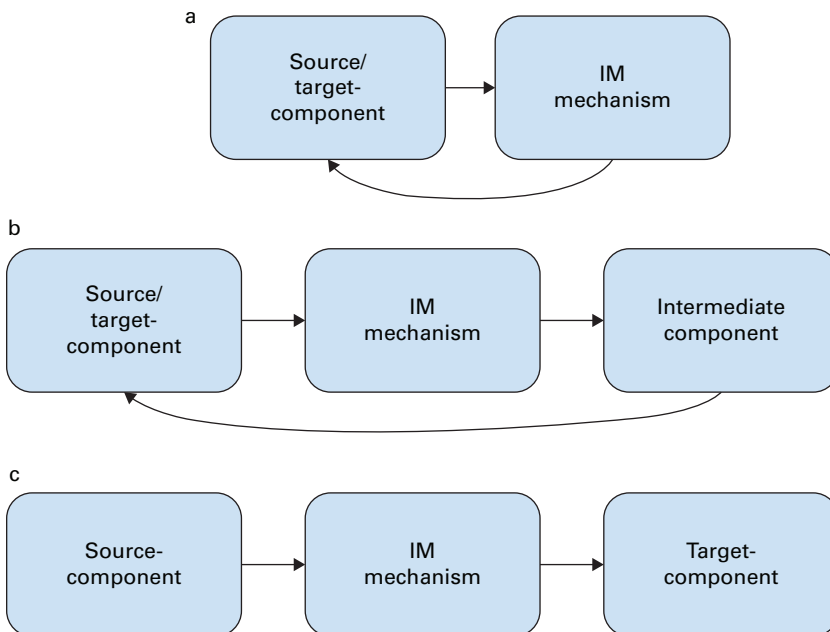 a
Source/
target-
component
IM
mechanism
b
Source/
target-
component
IM
mechanism
Intermediate
component
c
Source-
component
IM
mechanism
Target-
component